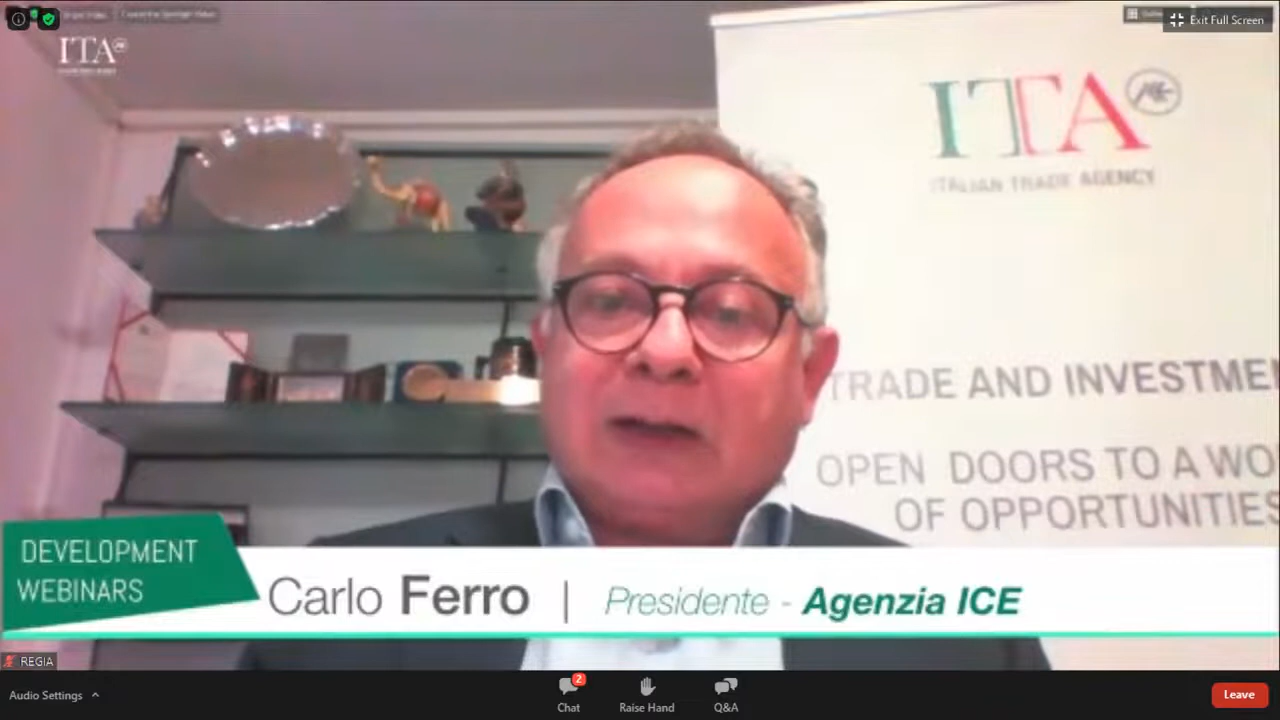 Exit Full Screen
ITA
ITA
ITALIAN TRADE AGENCY
TRADE AND INVESTME
OPEN DOORS TO A WO
OF OPPORTUNITIES
DEVELOPMENT
WEBINARS
Carlo Ferro | Presidente - Agenzia ICE
REGIA
Audio Settings
2
Chat
Raise Hand
Q&A
Leave